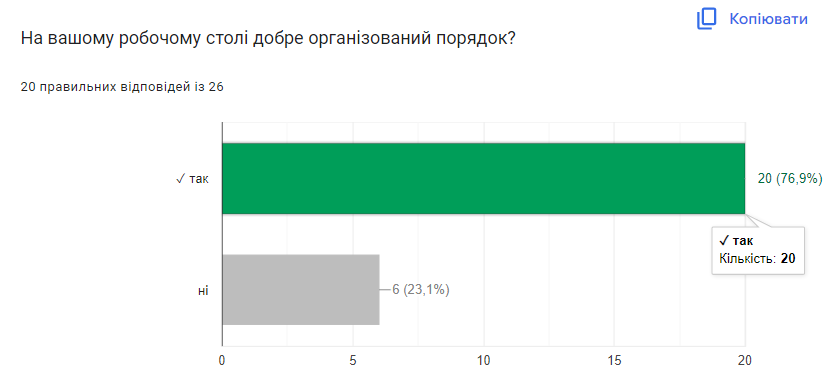 Копіювати
На вашому робочому столі добре організований порядок?
20 правильних відповідей із 26
✓ так
20 (76,9%)
✓ так
Кількість: 20
ні
6 (23,1%)
0 5 10 15 20